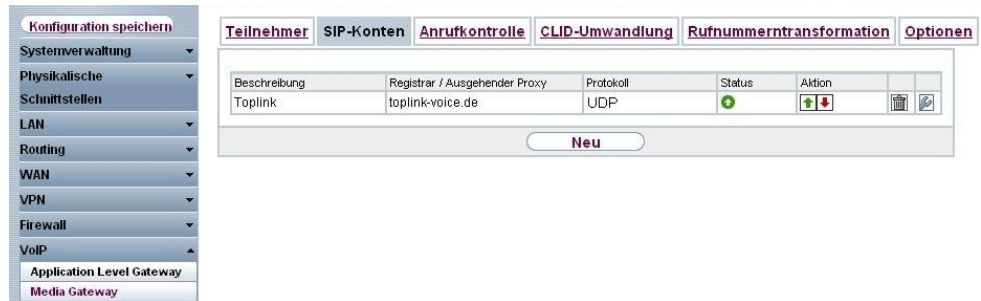 Konfiguration speichern
Systemverwaltung
Physikalische
Schnittstellen
LAN
Routing
WAN
VPN
Firewall
VoIP
Application Level Gateway
Media Gateway
Teilnehmer SIP-Konten Anrufkontrolle CLID-Umwandlung Rufnummerntransformation Optionen
Beschreibung Registrar / Ausgehender Proxy Protokoll Status Aktion
Toplink toplink-voice.de UDP
Neu